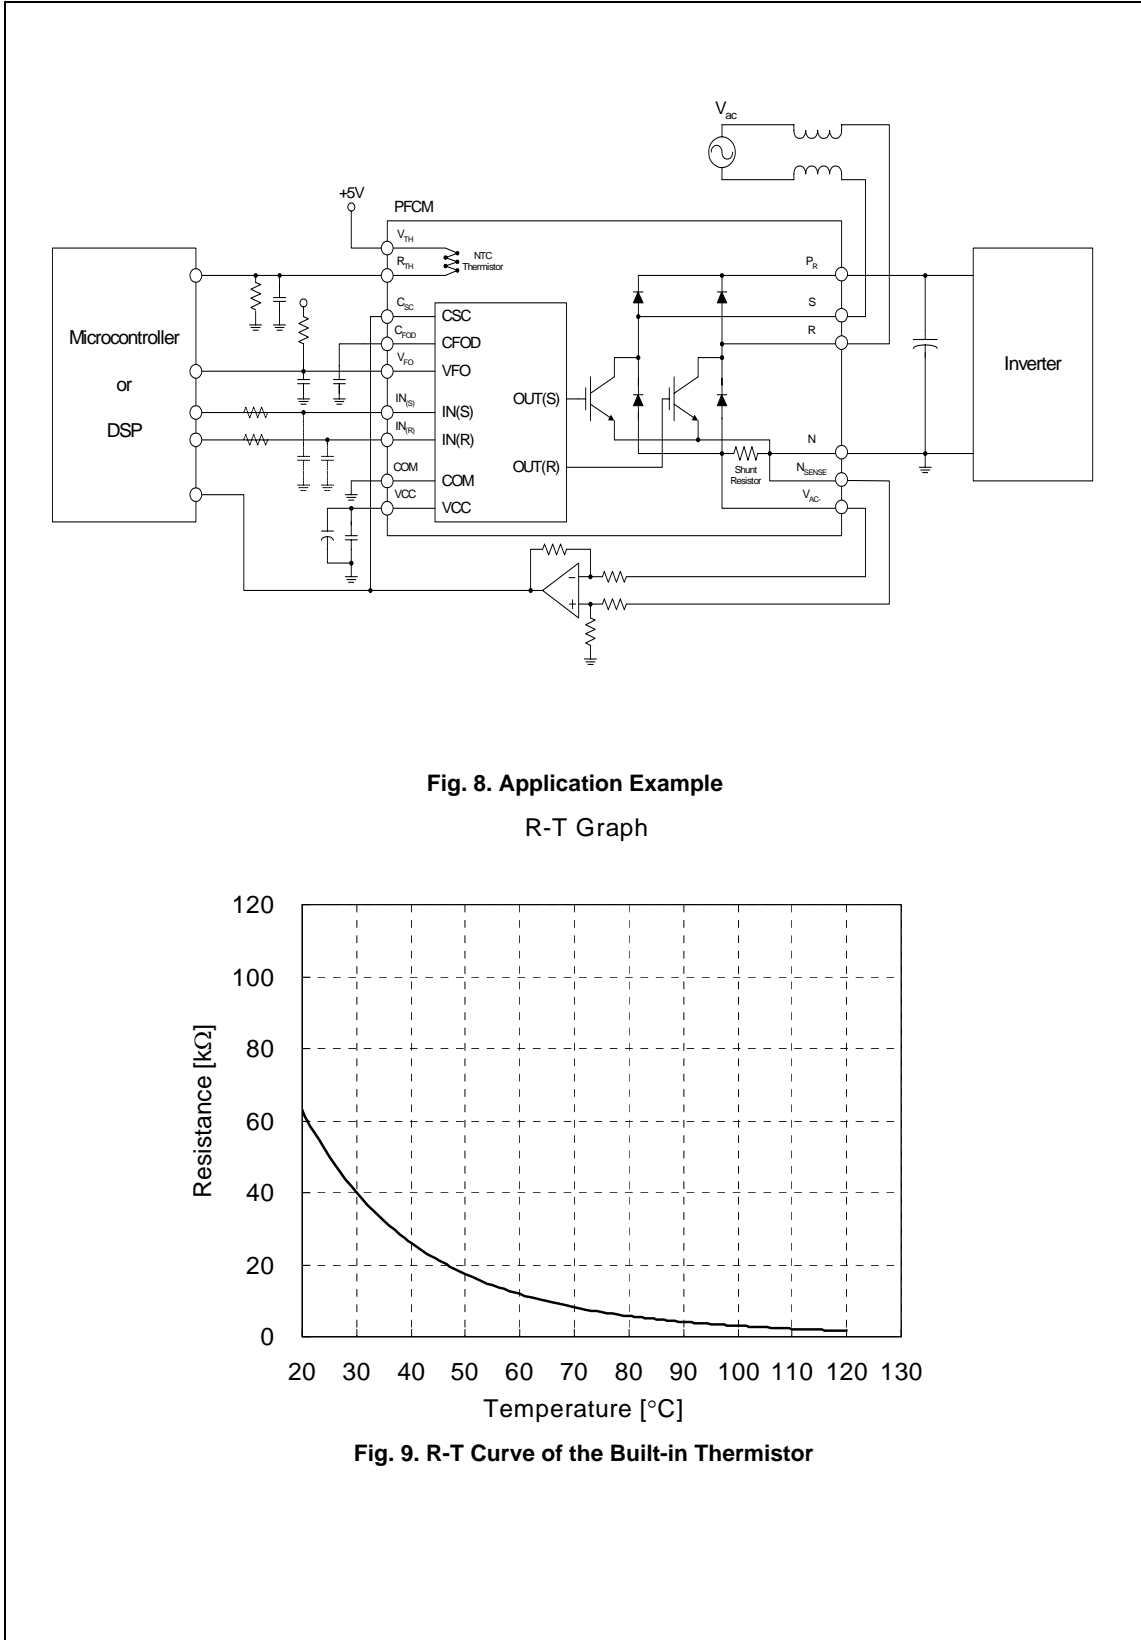 V_ac
+5V
PFCM
V_TH
NTC
Thermistor
R_TH
P_R
C_SC
S
CSC
R
C_FOD
CFOD
V_FO
VFO
Microcontroller
or
DSP
Inverter
IN_(S)
IN(S)
OUT(S)
IN_(R)
IN(R)
N
COM
COM
OUT(R)
Shunt
Resistor
N_SENSE
VCC
VCC
V_AC-
−
+
Fig. 8. Application Example
R-T Graph
120
100
80
60
40
20
0
Resistance [kΩ]
20 30 40 50 60 70 80 90 100 110 120 130
Temperature [°C]
Fig. 9. R-T Curve of the Built-in Thermistor